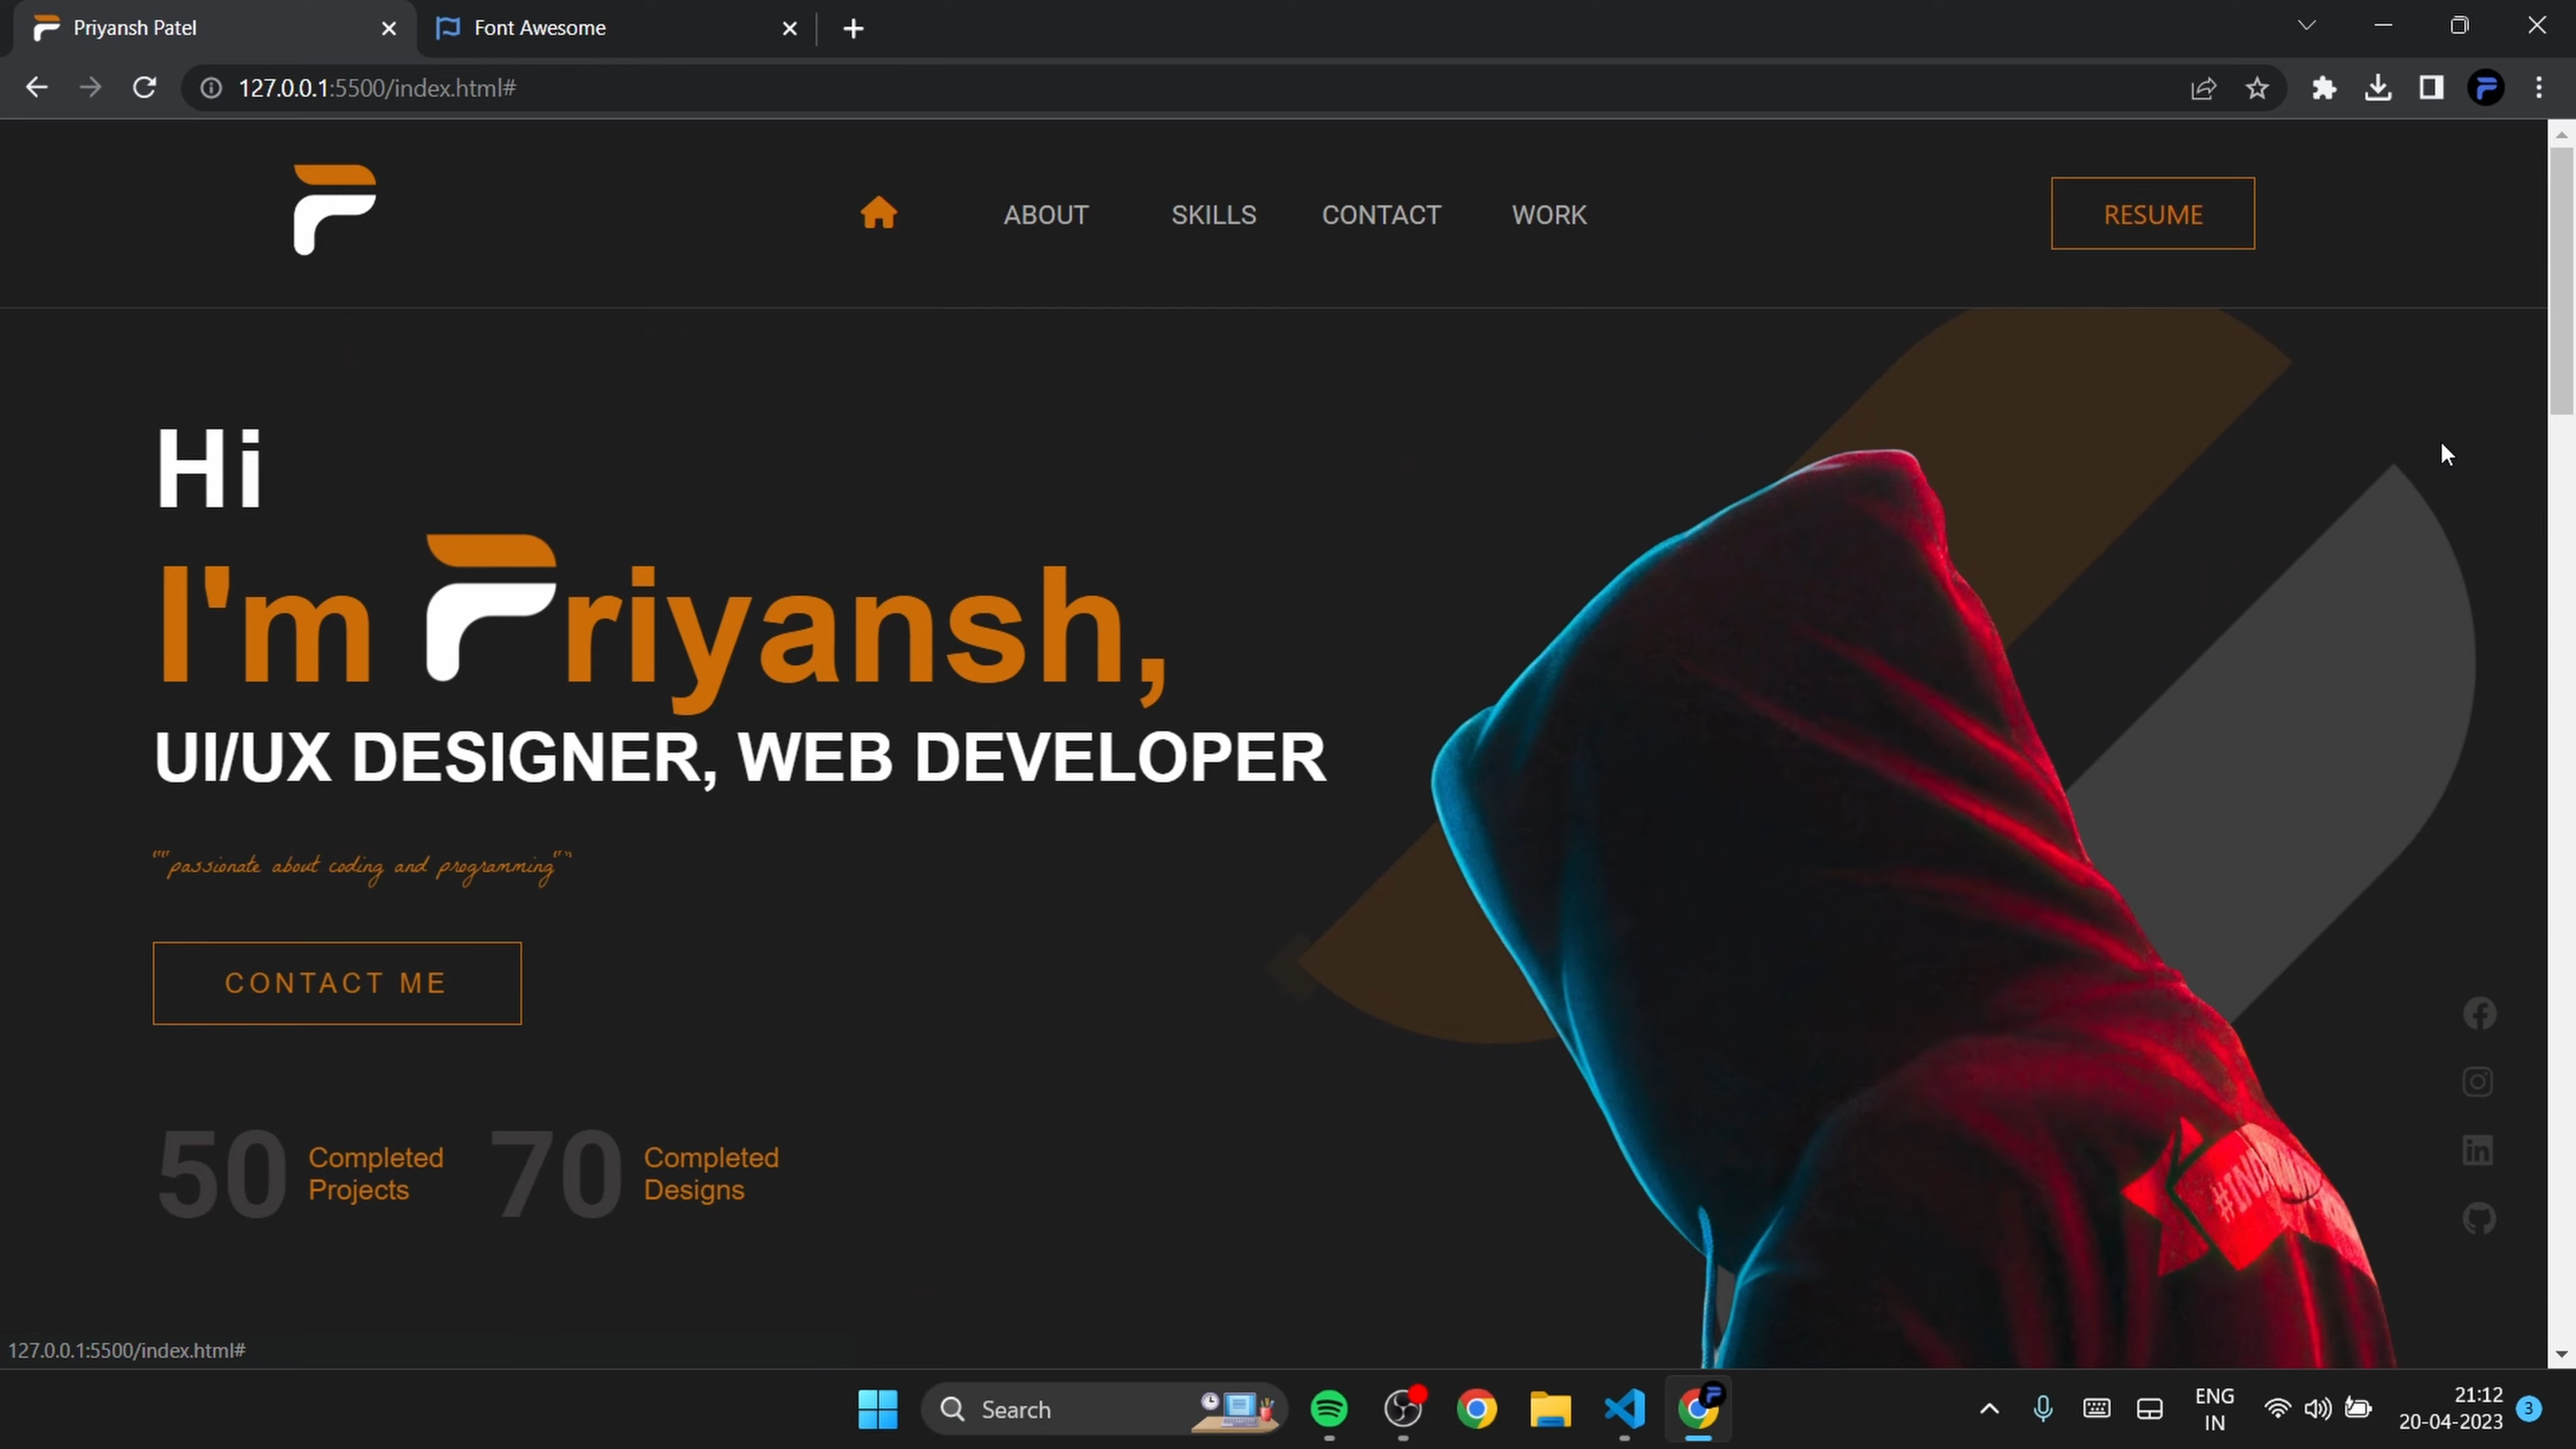 Priyansh Patel
Font Awesome
127.0.0.1:5500/index.html#
ABOUT
SKILLS
CONTACT
WORK
RESUME
Hi
I'm Priyansh,
UI/UX DESIGNER, WEB DEVELOPER
""passionate about coding and programming""
CONTACT ME
50
Completed
Projects
70
Completed
Designs
127.0.0.1:5500/index.html#
Search
ENG
IN
21:12
20-04-2023
3